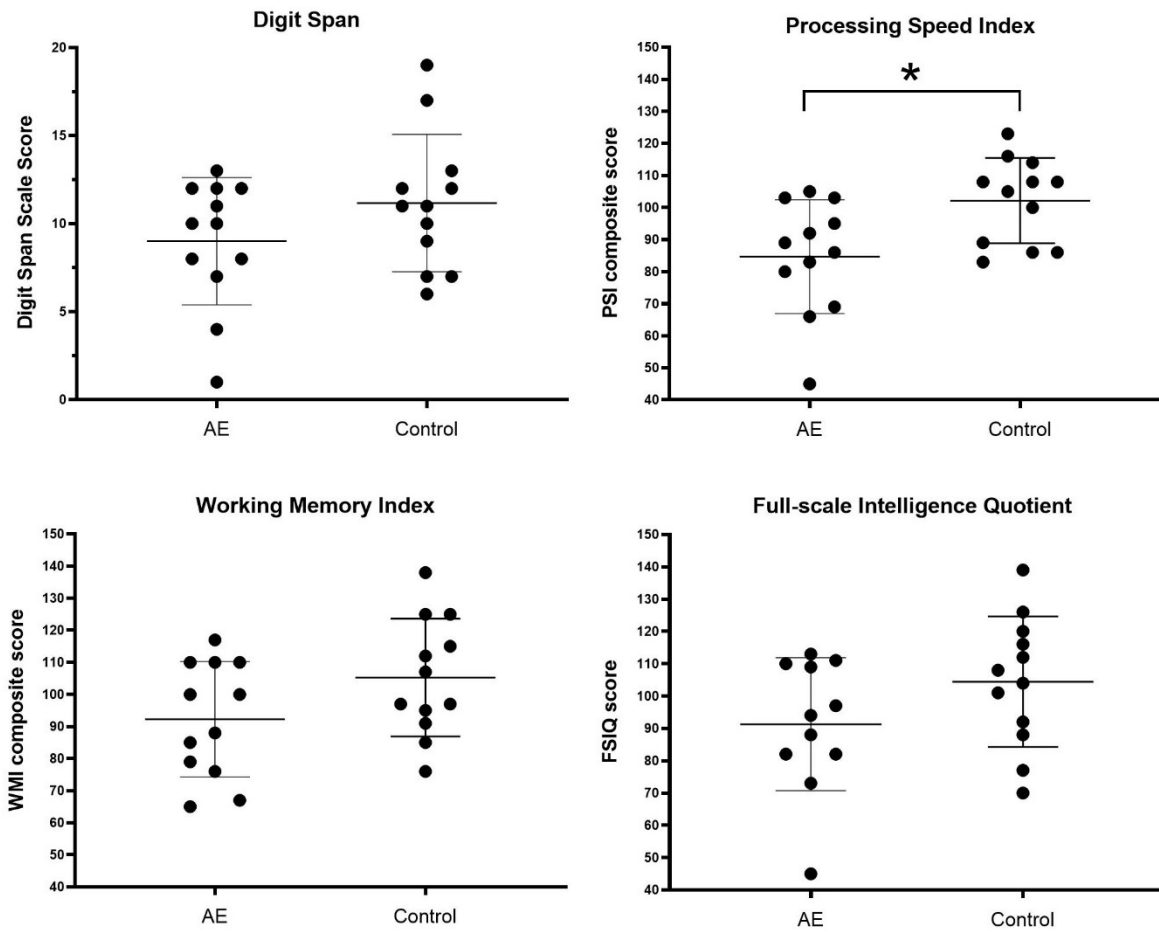 Digit Span
Digit Span Scale Score
20
15
10
5
0
AE
Control
Processing Speed Index
*
PSI composite score
150
140
130
120
110
100
90
80
70
60
50
40
AE
Control
Working Memory Index
WMI composite score
150
140
130
120
110
100
90
80
70
60
50
40
AE
Control
Full-scale Intelligence Quotient
FSIQ score
150
140
130
120
110
100
90
80
70
60
50
40
AE
Control